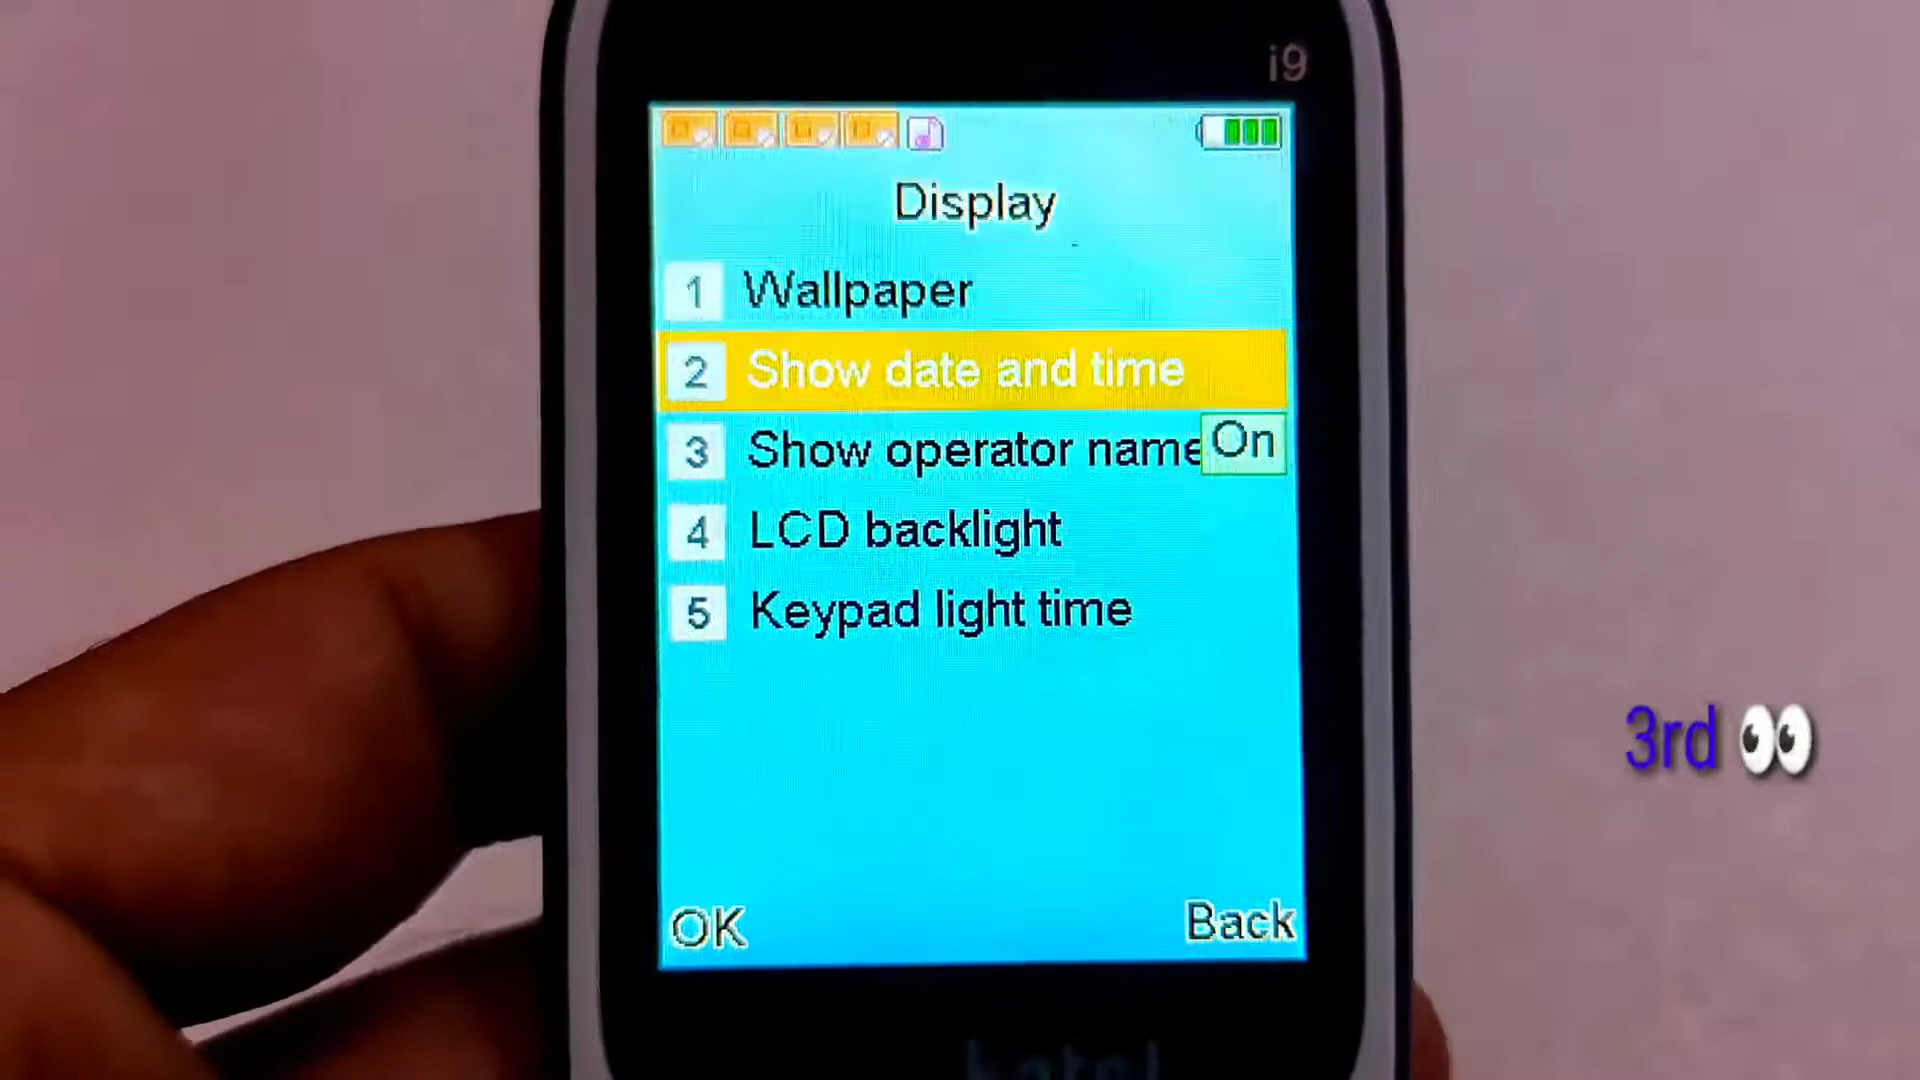 i9
Display
1 Wallpaper
2 Show date and time
On
3 Show operator name
4 LCD backlight
5 Keypad light time
OK
Back
3rd 👀